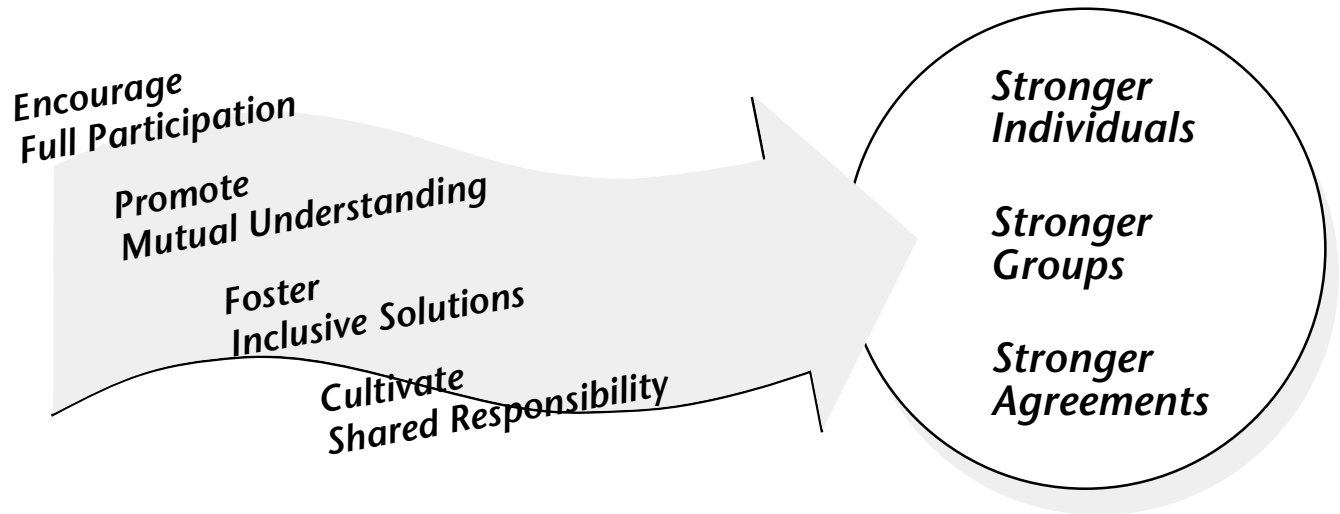 Encourage
Full Participation
Promote
Mutual Understanding
Foster
Inclusive Solutions
Cultivate
Shared Responsibility
Stronger
Individuals
Stronger
Groups
Stronger
Agreements